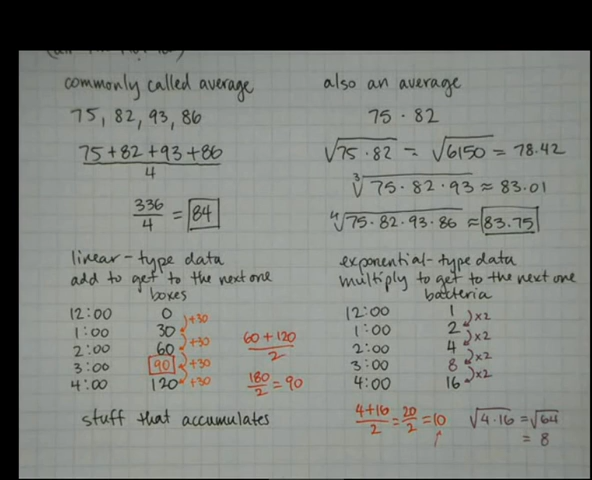 commonly called average
75, 82, 93, 86
75+82+93+86
4
336
4
= 84
linear-type data
add to get to the next one
boxes
12:00 0
+30
1:00 30
+30
2:00 60
+30
3:00 90
+30
4:00 120
60+120
2
180
2
= 90
stuff that accumulates
also an average
75 · 82
√75·82 = √6150 = 78.42
∛75·82·93 ≈ 83.01
∜75·82·93·86 ≈ 83.75
exponential-type data
multiply to get to the next one
bacteria
12:00 1
x2
1:00 2
x2
2:00 4
x2
3:00 8
x2
4:00 16
4+16
2
= 20
2
= 10
√4·16 = √64
= 8